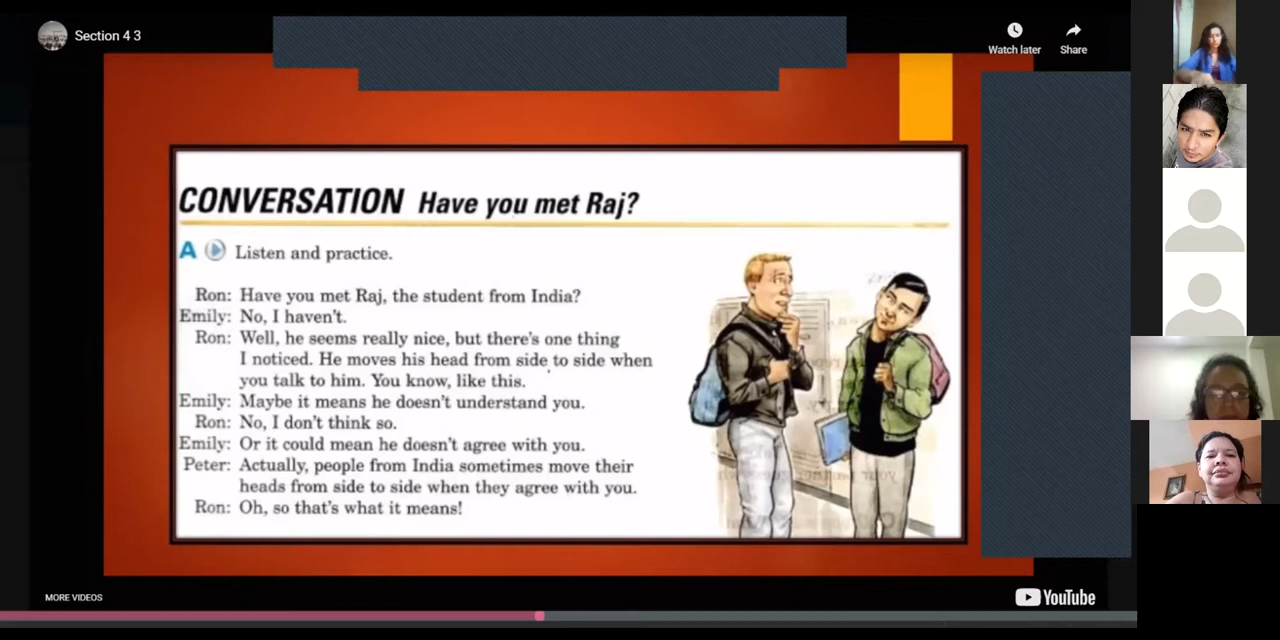 Section 4 3
Watch later
Share
CONVERSATION Have you met Raj?
A Listen and practice.
Ron: Have you met Raj, the student from India?
Emily: No, I haven't.
Ron: Well, he seems really nice, but there's one thing
I noticed. He moves his head from side to side when
you talk to him. You know, like this.
Emily: Maybe it means he doesn't understand you.
Ron: No, I don't think so.
Emily: Or it could mean he doesn't agree with you.
Peter: Actually, people from India sometimes move their
heads from side to side when they agree with you.
Ron: Oh, so that's what it means!
MORE VIDEOS
YouTube